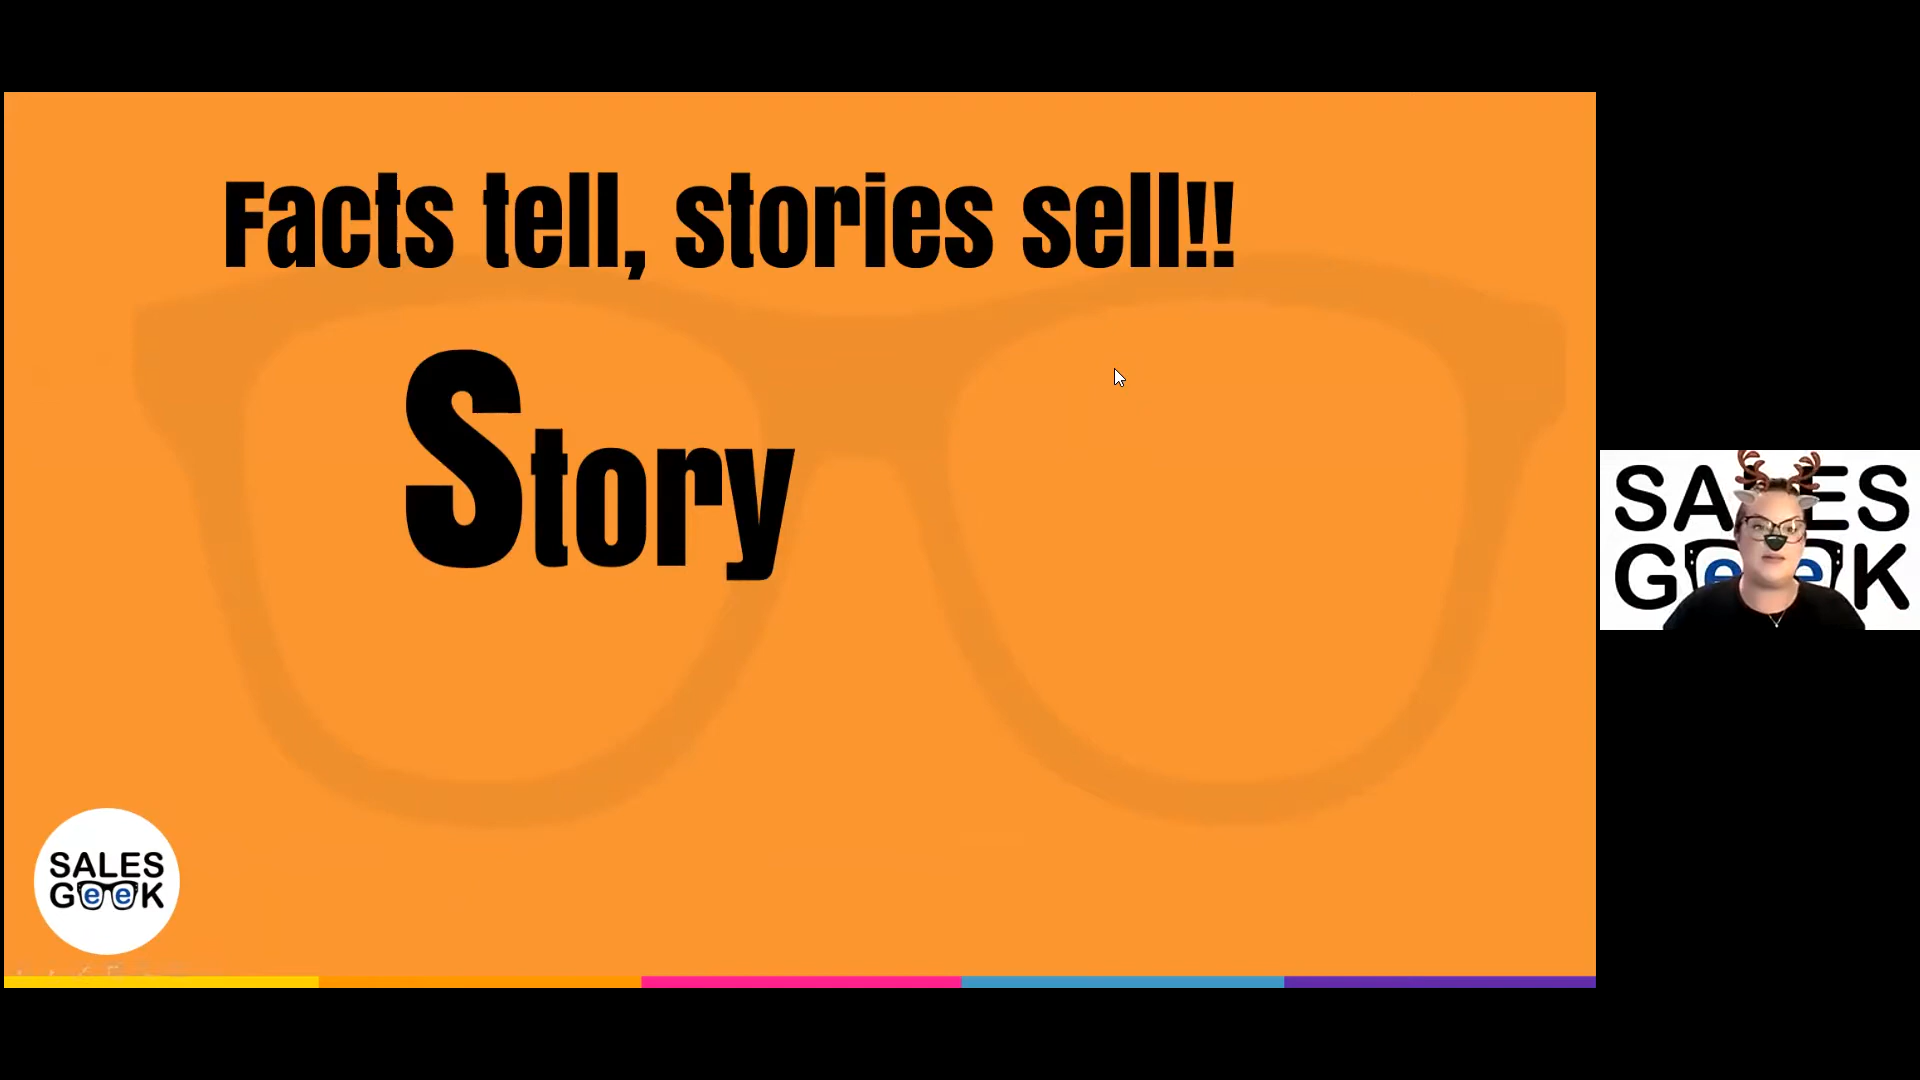 Facts tell, stories sell!!
Story
SALES
GeeK
SALES
GeeK